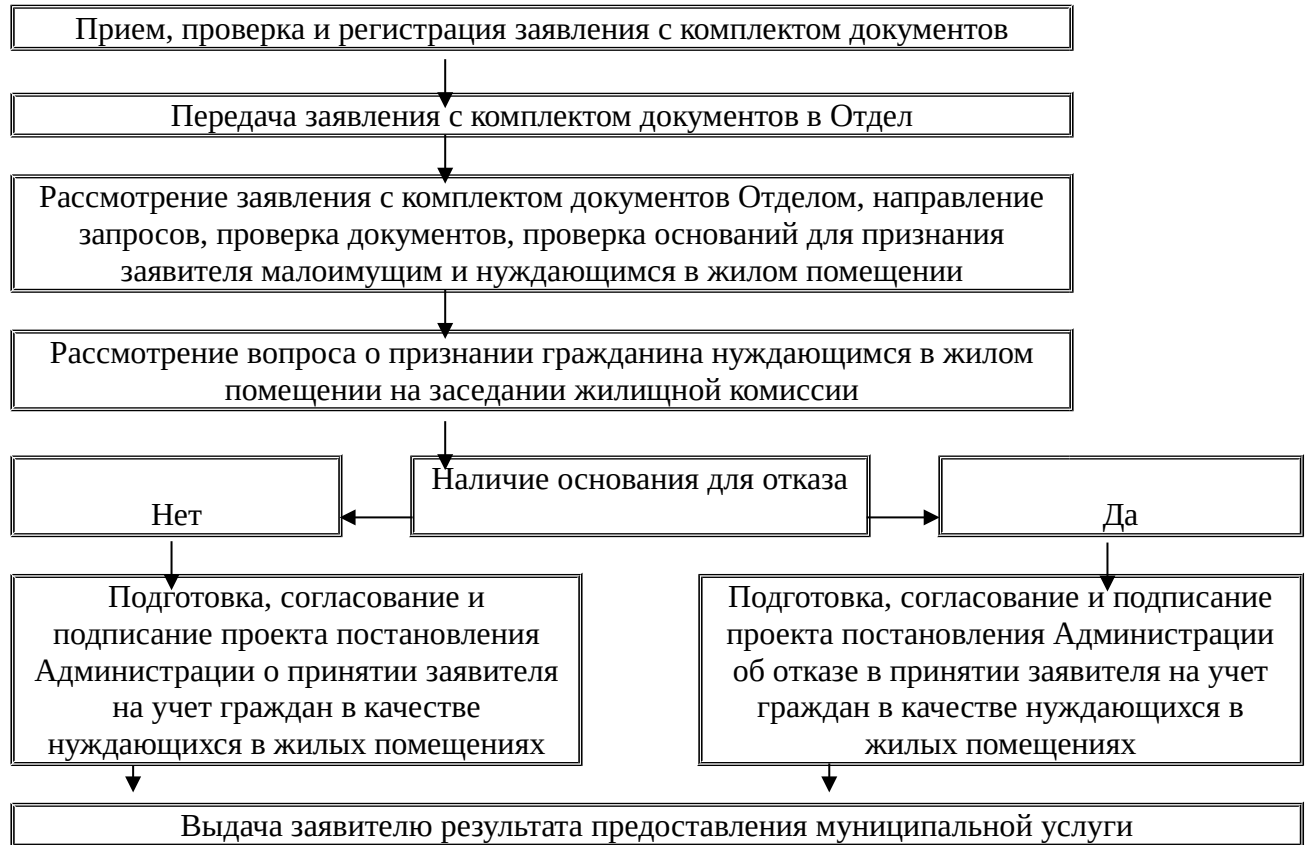 Прием, проверка и регистрация заявления с комплектом документов
Передача заявления с комплектом документов в Отдел
Рассмотрение заявления с комплектом документов Отделом, направление
запросов, проверка документов, проверка оснований для признания
заявителя малоимущим и нуждающимся в жилом помещении
Рассмотрение вопроса о признании гражданина нуждающимся в жилом
помещении на заседании жилищной комиссии
Наличие основания для отказа
Нет
Да
Подготовка, согласование и
подписание проекта постановления
Администрации о принятии заявителя
на учет граждан в качестве
нуждающихся в жилых помещениях
Подготовка, согласование и подписание
проекта постановления Администрации
об отказе в принятии заявителя на учет
граждан в качестве нуждающихся в
жилых помещениях
Выдача заявителю результата предоставления муниципальной услуги